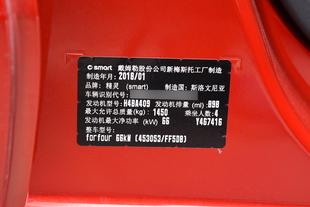 smart 戴姆勒股份公司新梅斯托工厂制造
制造年月：2016/01
品牌：精灵 (smart) 制造国：斯洛文尼亚
车辆识别代号：
发动机型号：H4BA409 发动机排量 (ml)：898
最大允许总质量(kg)：1450 乘坐人数：4
发动机最大净功率 (kW) 66 Y467416
整车型号：
forfour 66kW (453053/FF5DB)